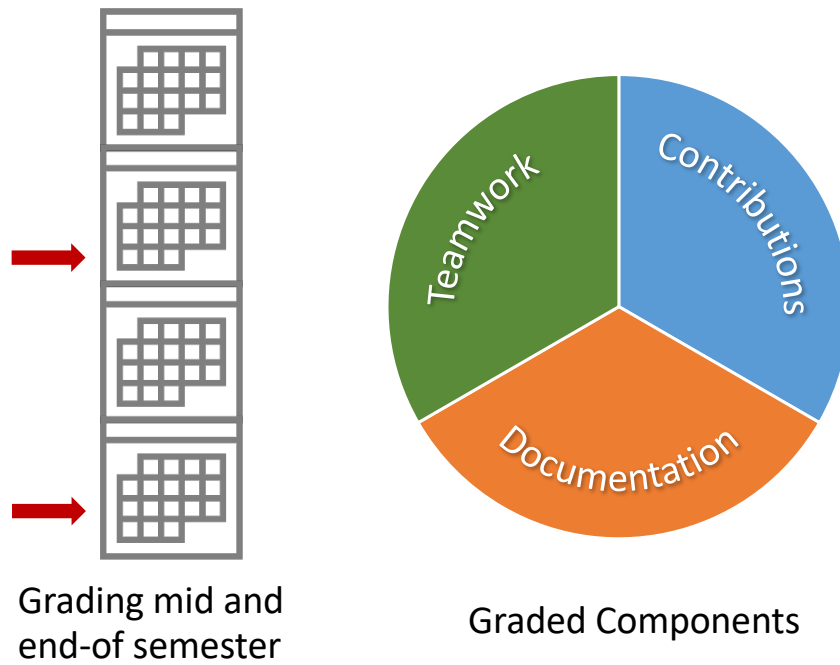 Teamwork
Contributions
Documentation
Grading mid and
end-of semester
Graded Components